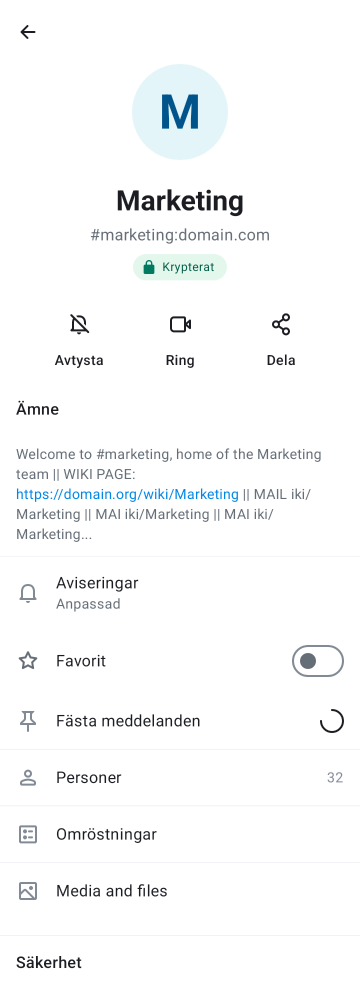 M
Marketing
#marketing:domain.com
Krypterat
Avtysta
Ring
Dela
Ämne
Welcome to #marketing, home of the Marketing
team || WIKI PAGE:
https://domain.org/wiki/Marketing || MAIL iki/
Marketing || MAI iki/Marketing || MAI iki/
Marketing...
Aviseringar
Anpassad
Favorit
Fästa meddelanden
Personer
32
Omröstningar
Media and files
Säkerhet